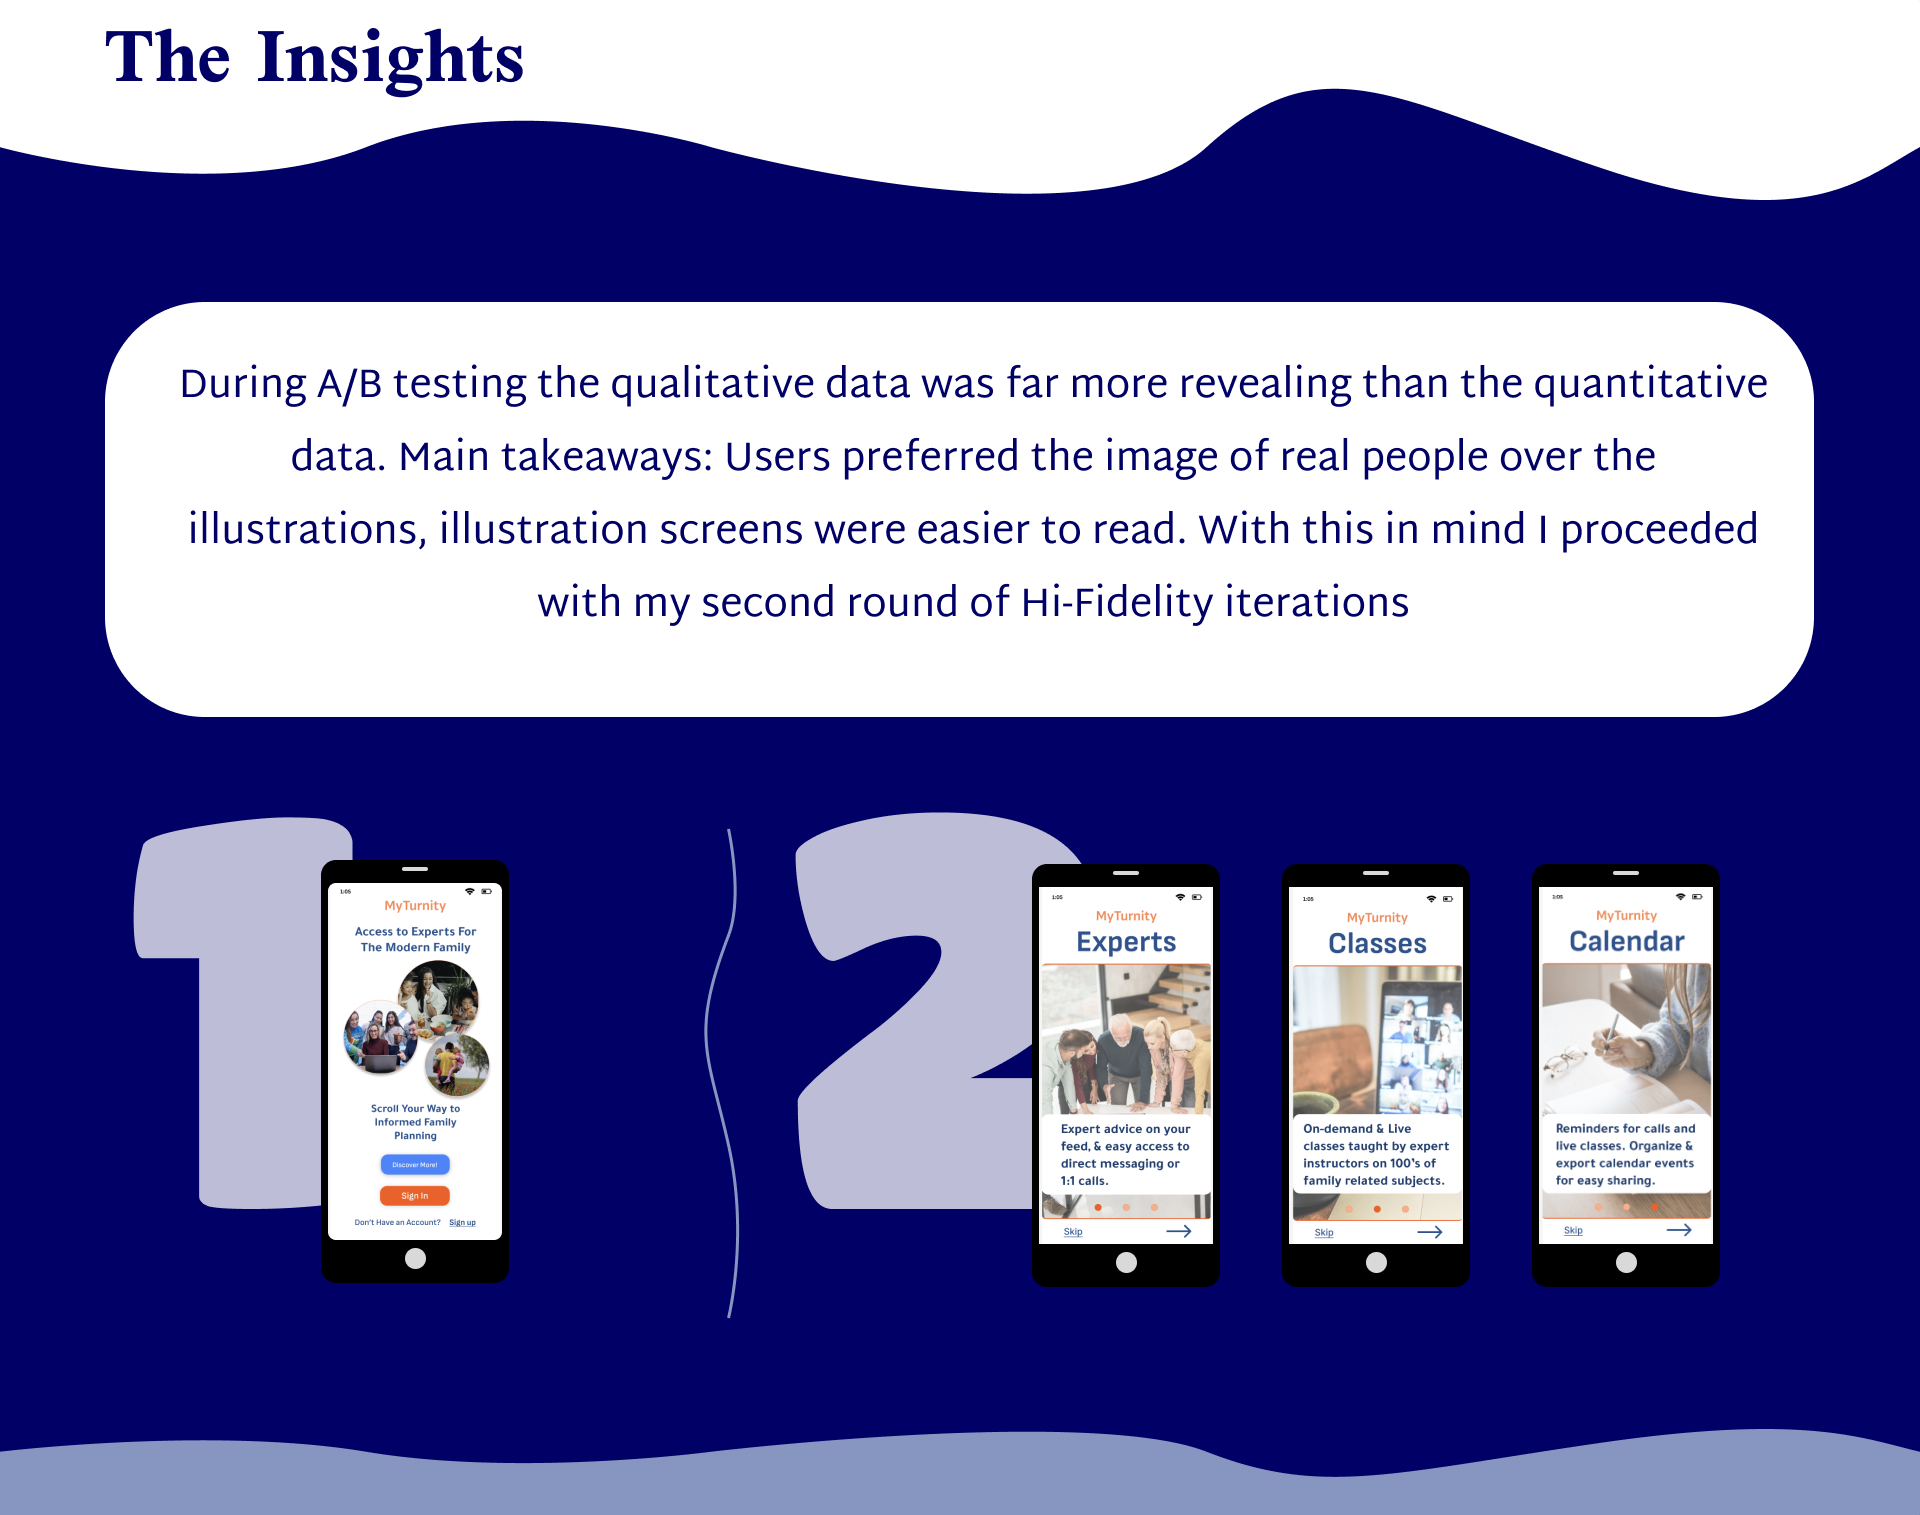 The Insights
During A/B testing the qualitative data was far more revealing than the quantitative
data. Main takeaways: Users preferred the image of real people over the
illustrations, illustration screens were easier to read. With this in mind I proceeded
with my second round of Hi-Fidelity iterations
1
1:05
MyTurnity
Access to Experts For
The Modern Family
Scroll Your Way to
Informed Family
Planning
Discover More!
Sign In
Don't Have an Account? Sign up
2
1:05
MyTurnity
Experts
Expert advice on your
feed, & easy access to
direct messaging or
1:1 calls.
Skip
1:05
MyTurnity
Classes
On-demand & Live
classes taught by expert
instructors on 100's of
family related subjects.
Skip
1:05
MyTurnity
Calendar
Reminders for calls and
live classes. Organize &
export calendar events
for easy sharing.
Skip